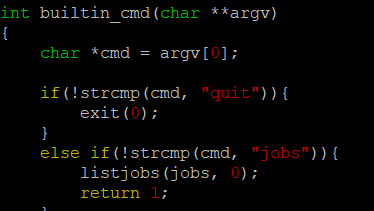 int builtin_cmd(char **argv)
{
    char *cmd = argv[0];

    if(!strcmp(cmd, "quit")){
        exit(0);
    }
    else if(!strcmp(cmd, "jobs")){
        listjobs(jobs, 0);
        return 1;
    }